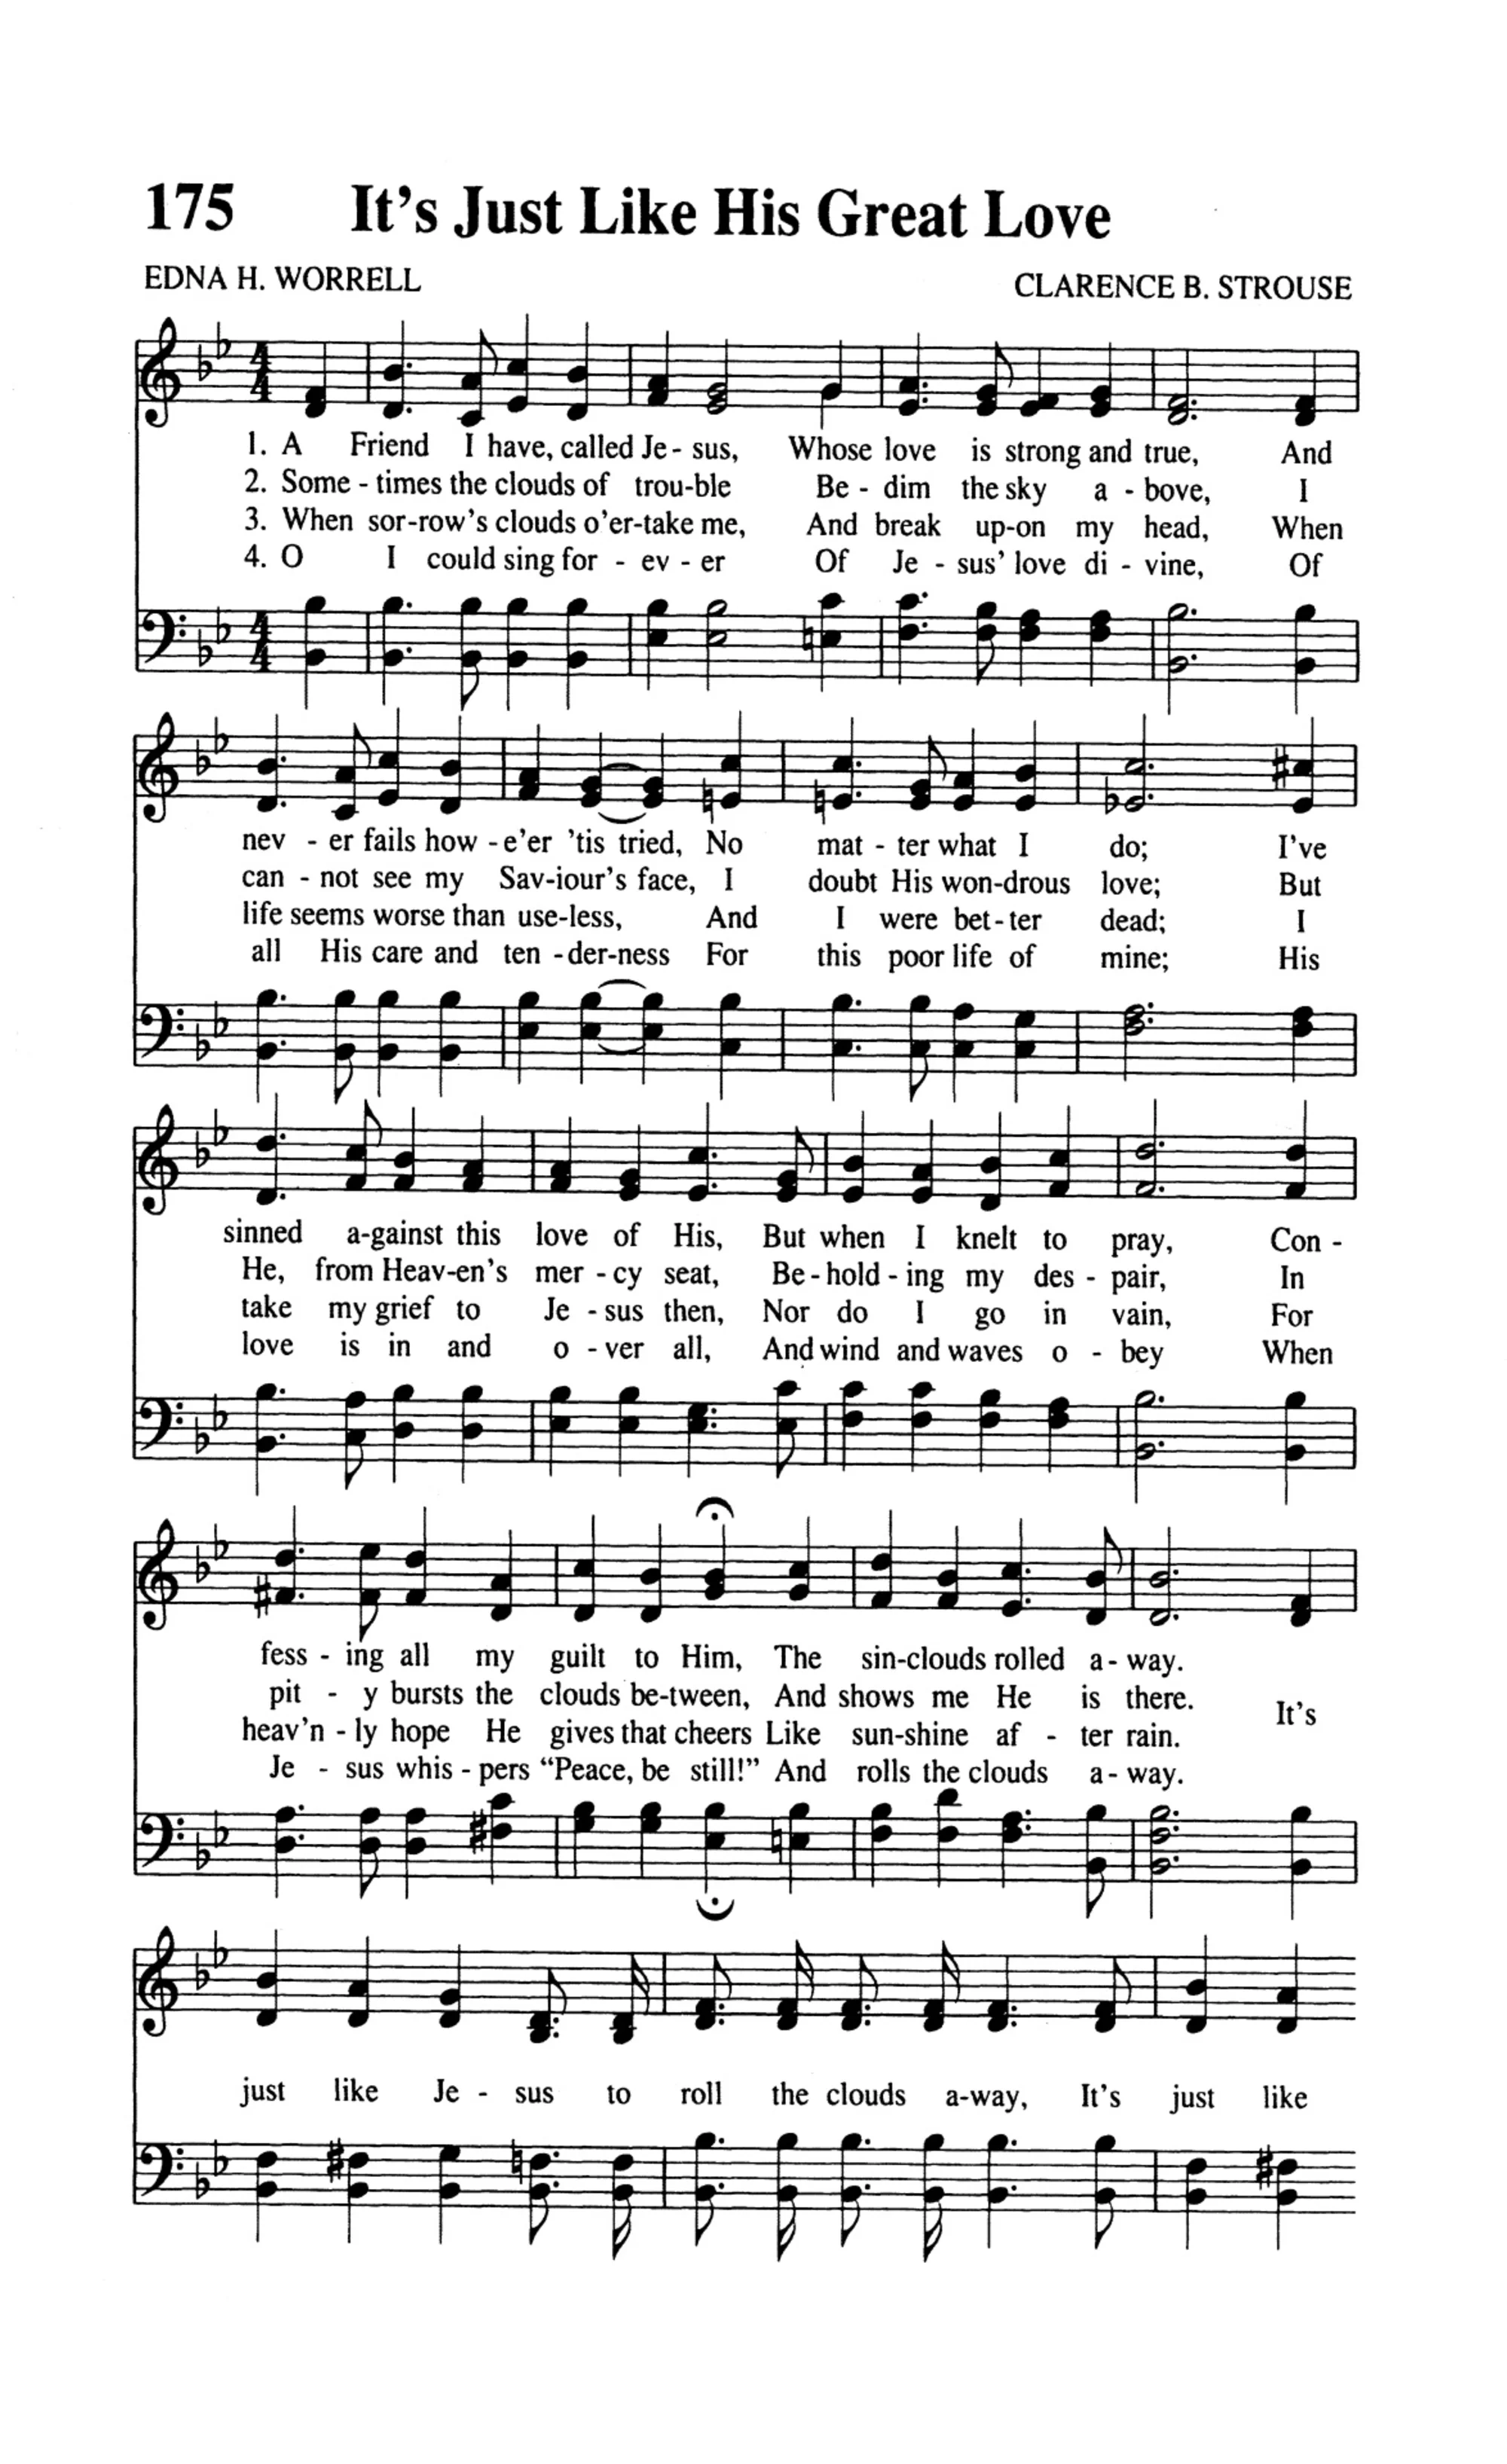 175 It's Just Like His Great Love
EDNA H. WORRELL CLARENCE B. STROUSE
1. A Friend I have, called Je - sus, Whose love is strong and true, And
2. Some - times the clouds of trou-ble Be - dim the sky a - bove, I
3. When sor-row's clouds o'er-take me, And break up-on my head, When
4. O I could sing for - ev - er Of Je - sus' love di - vine, Of
nev - er fails how - e'er 'tis tried, No mat - ter what I do; I've
can - not see my Sav-iour's face, I doubt His won-drous love; But
life seems worse than use-less, And I were bet - ter dead; I
all His care and ten - der-ness For this poor life of mine; His
sinned a-gainst this love of His, But when I knelt to pray, Con -
He, from Heav-en's mer - cy seat, Be - hold - ing my des - pair, In
take my grief to Je - sus then, Nor do I go in vain, For
love is in and o - ver all, And wind and waves o - bey When
fess - ing all my guilt to Him, The sin-clouds rolled a - way.
pit - y bursts the clouds be-tween, And shows me He is there. It's
heav'n - ly hope He gives that cheers Like sun-shine af - ter rain.
Je - sus whis - pers “Peace, be still!” And rolls the clouds a - way.
just like Je - sus to roll the clouds a-way, It's just like